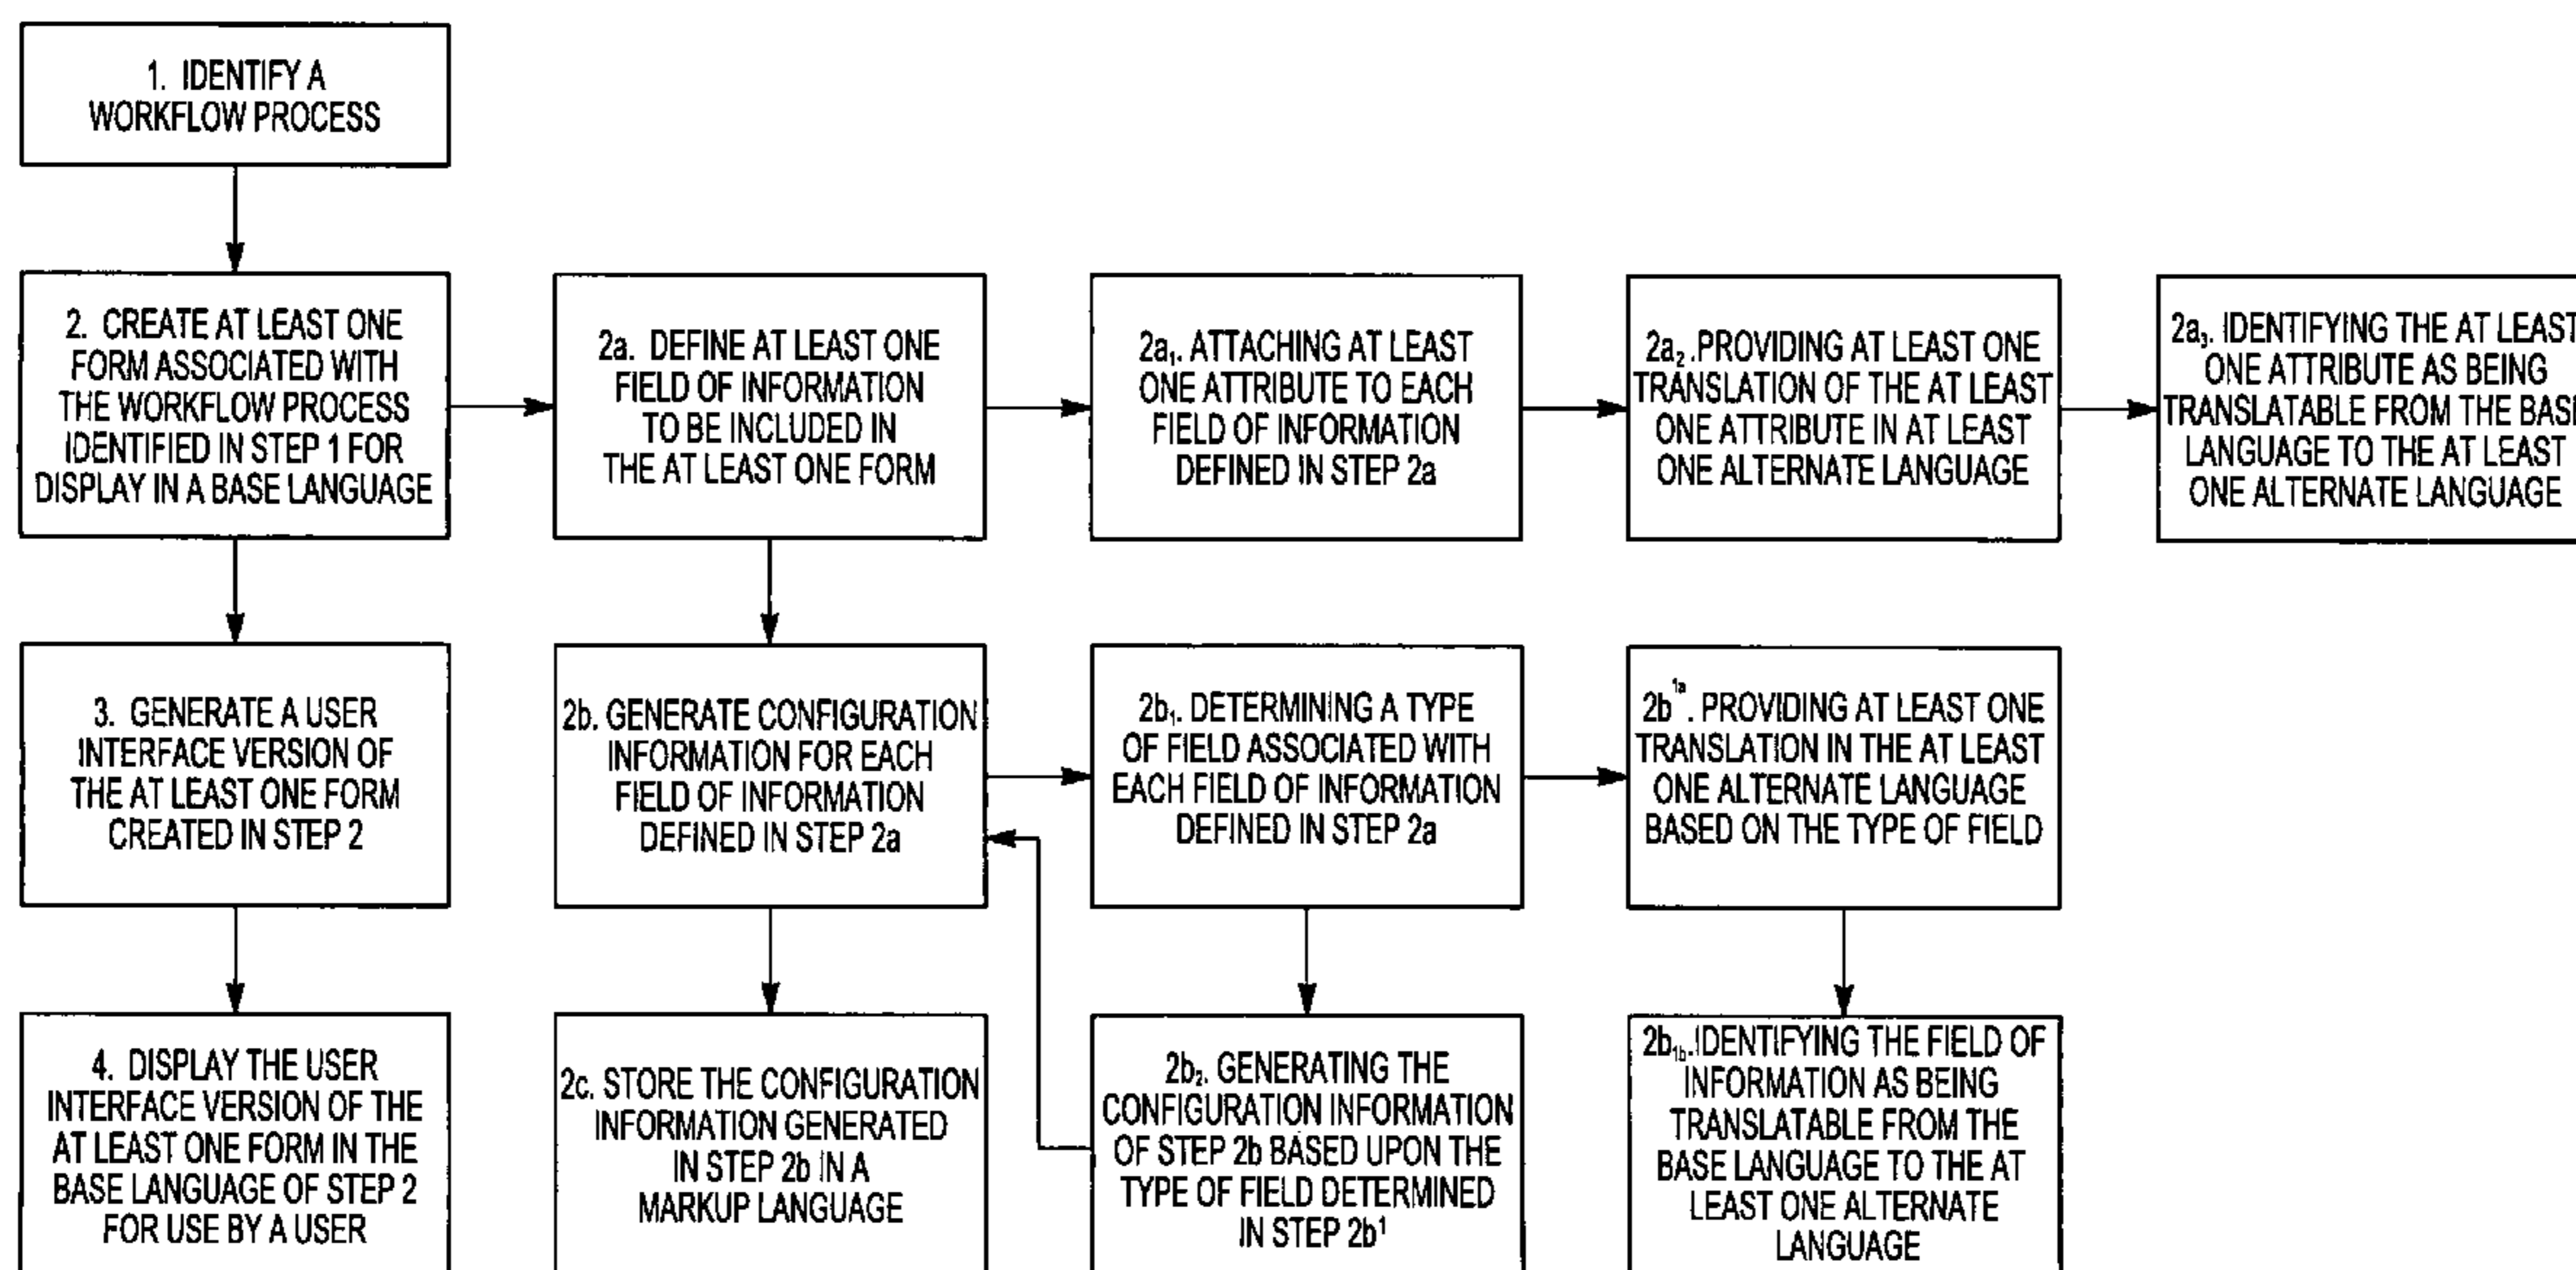 1. IDENTIFY A
WORKFLOW PROCESS
2. CREATE AT LEAST ONE
FORM ASSOCIATED WITH
THE WORKFLOW PROCESS
IDENTIFIED IN STEP 1 FOR
DISPLAY IN A BASE LANGUAGE
2a. DEFINE AT LEAST ONE
FIELD OF INFORMATION
TO BE INCLUDED IN
THE AT LEAST ONE FORM
2a₁. ATTACHING AT LEAST
ONE ATTRIBUTE TO EACH
FIELD OF INFORMATION
DEFINED IN STEP 2a
2a₂. PROVIDING AT LEAST ONE
TRANSLATION OF THE AT LEAST
ONE ATTRIBUTE IN AT LEAST
ONE ALTERNATE LANGUAGE
2a₃. IDENTIFYING THE AT LEAST
ONE ATTRIBUTE AS BEING
TRANSLATABLE FROM THE BASE
LANGUAGE TO THE AT LEAST
ONE ALTERNATE LANGUAGE
3. GENERATE A USER
INTERFACE VERSION OF
THE AT LEAST ONE FORM
CREATED IN STEP 2
2b. GENERATE CONFIGURATION
INFORMATION FOR EACH
FIELD OF INFORMATION
DEFINED IN STEP 2a
2b₁. DETERMINING A TYPE
OF FIELD ASSOCIATED WITH
EACH FIELD OF INFORMATION
DEFINED IN STEP 2a
2b¹ᵃ. PROVIDING AT LEAST ONE
TRANSLATION IN THE AT LEAST
ONE ALTERNATE LANGUAGE
BASED ON THE TYPE OF FIELD
4. DISPLAY THE USER
INTERFACE VERSION OF THE
AT LEAST ONE FORM IN THE
BASE LANGUAGE OF STEP 2
FOR USE BY A USER
2c. STORE THE CONFIGURATION
INFORMATION GENERATED
IN STEP 2b IN A
MARKUP LANGUAGE
2b₂. GENERATING THE
CONFIGURATION INFORMATION
OF STEP 2b BASED UPON THE
TYPE OF FIELD DETERMINED
IN STEP 2b¹
2b1b. IDENTIFYING THE FIELD OF
INFORMATION AS BEING
TRANSLATABLE FROM THE
BASE LANGUAGE TO THE AT
LEAST ONE ALTERNATE
LANGUAGE